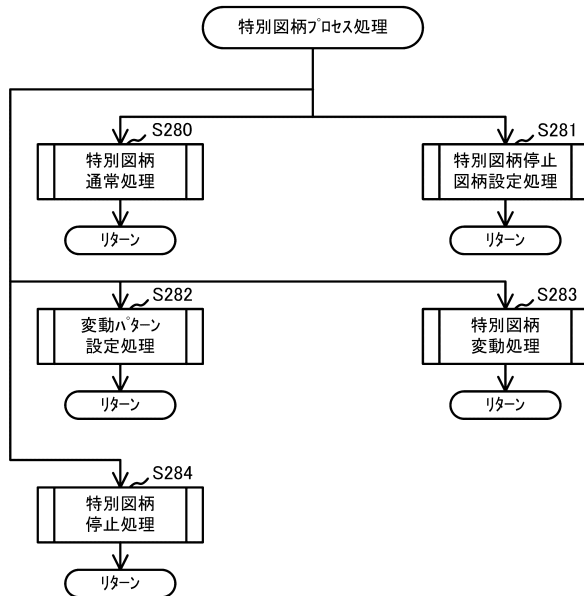 特別図柄プロセス処理
S280
特別図柄
通常処理
リターン
S281
特別図柄停止
図柄設定処理
リターン
S282
変動パターン
設定処理
リターン
S283
特別図柄
変動処理
リターン
S284
特別図柄
停止処理
リターン